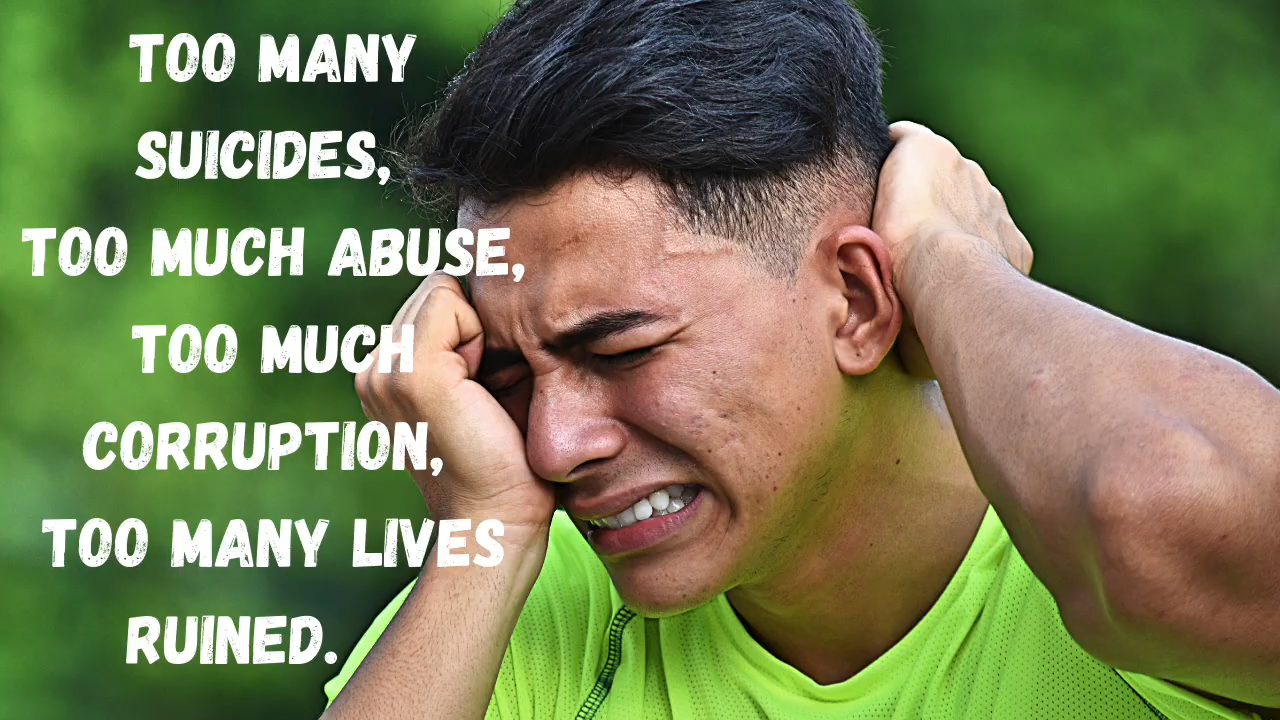 TOO MANY
SUICIDES,
TOO MUCH ABUSE,
TOO MUCH
CORRUPTION,
TOO MANY LIVES
RUINED.